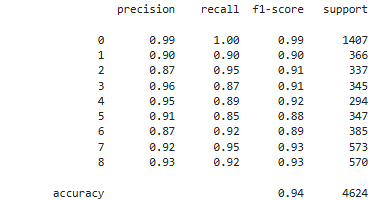 precision recall f1-score support
0 0.99 1.00 0.99 1407
1 0.90 0.90 0.90 366
2 0.87 0.95 0.91 337
3 0.96 0.87 0.91 345
4 0.95 0.89 0.92 294
5 0.91 0.85 0.88 347
6 0.87 0.92 0.89 385
7 0.92 0.95 0.93 573
8 0.93 0.92 0.93 570
accuracy 0.94 4624